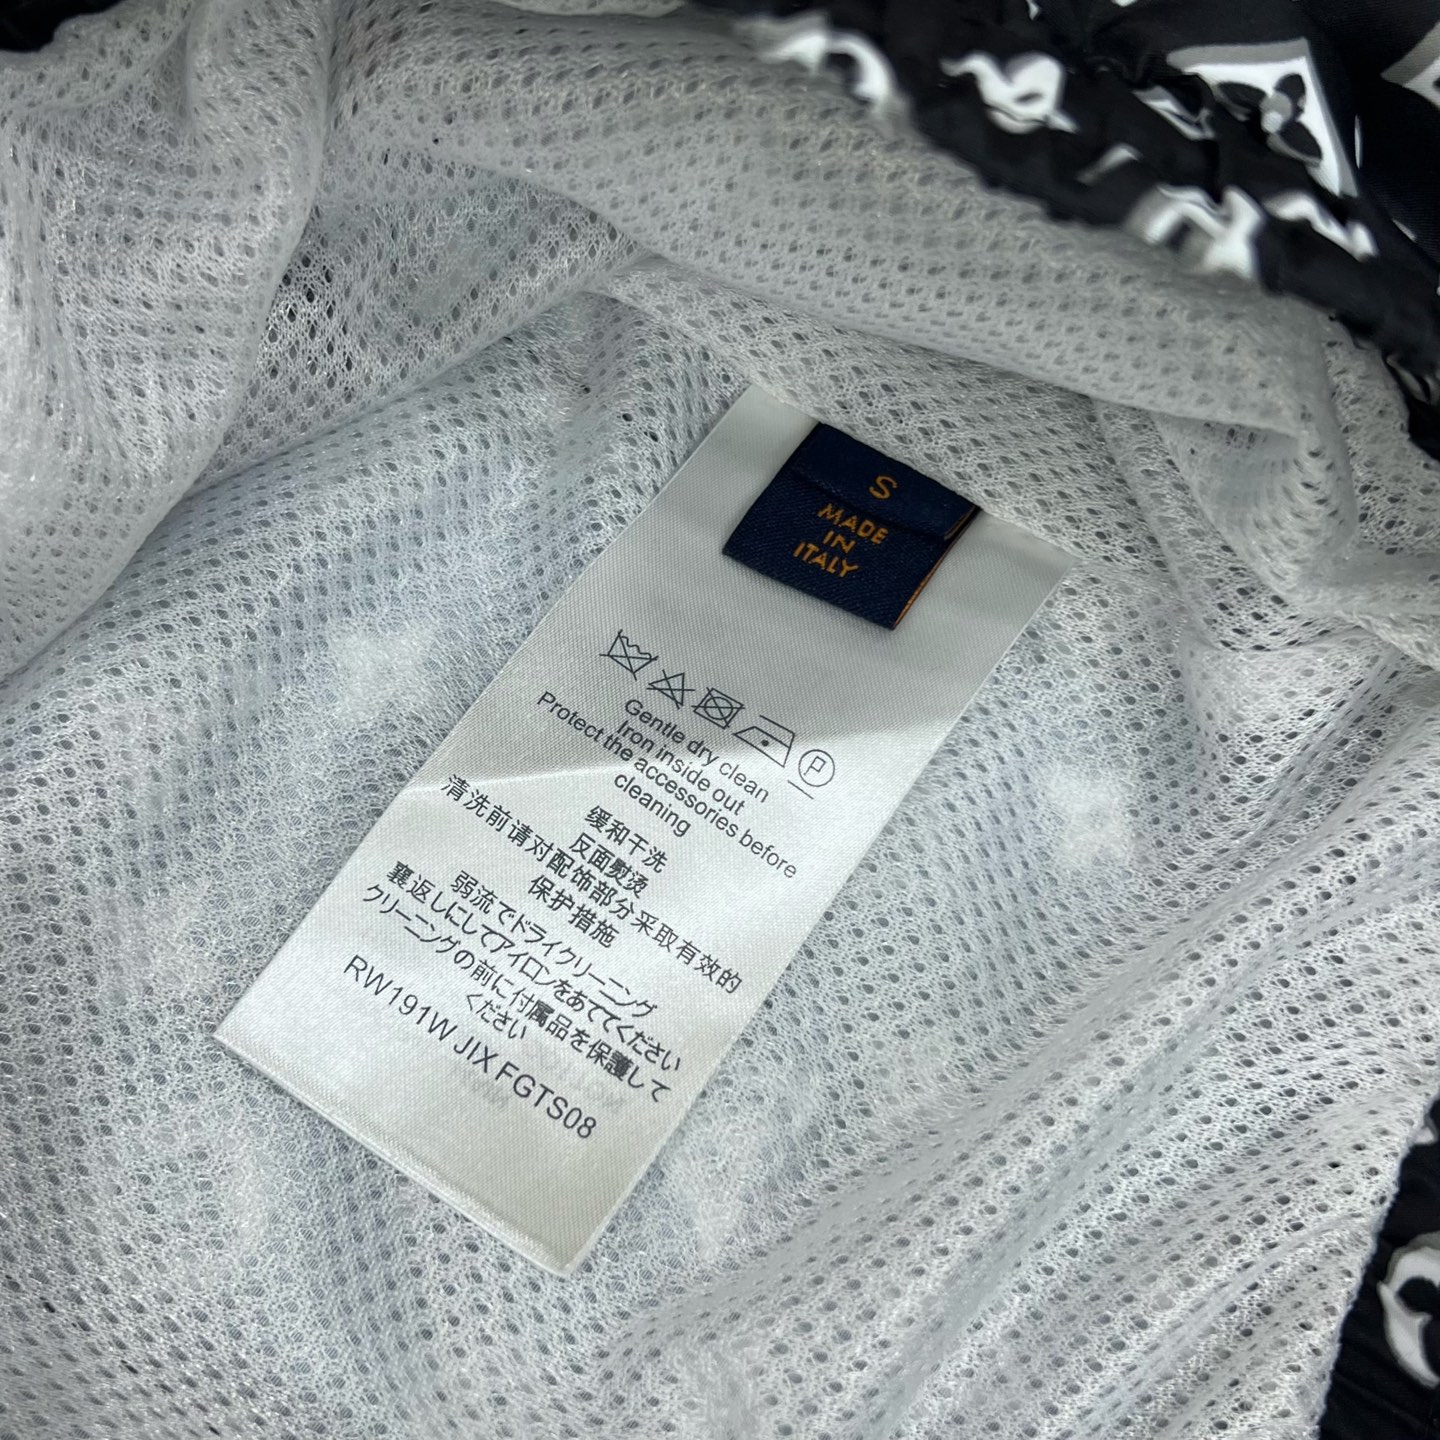 S
MADE
IN
ITALY
P
Gentle dry clean
Iron inside out
Protect the accessories before
cleaning
缓和干洗
反面熨烫
清洗前请对配饰部分采取有效的
保护措施
弱流でドライクリーニング
裏返しにしてアイロンをあててください
クリーニングの前に付属品を保護して
ください
RW191W JIX FGTS08